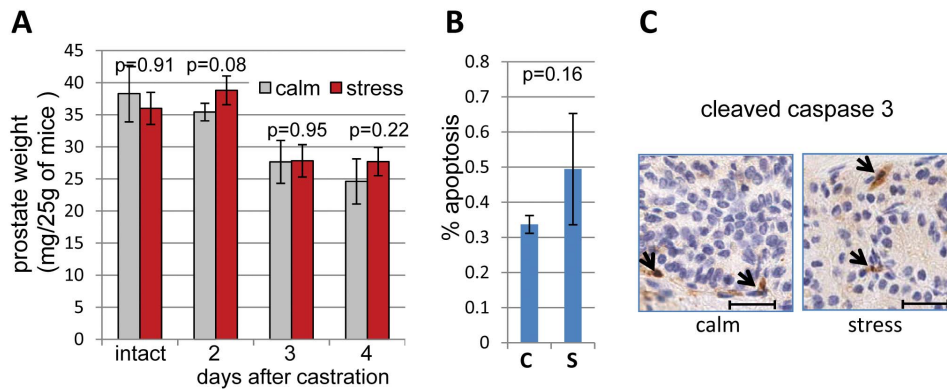 A
prostate weight
(mg/25g of mice )
45
40
35
30
25
20
15
10
5
0
p=0.91
p=0.08
calm
stress
p=0.95
p=0.22
intact
2
3
4
days after castration
B
% apoptosis
0.8
0.7
0.6
0.5
0.4
0.3
0.2
0.1
0
p=0.16
C
S
C
cleaved caspase 3
calm
stress